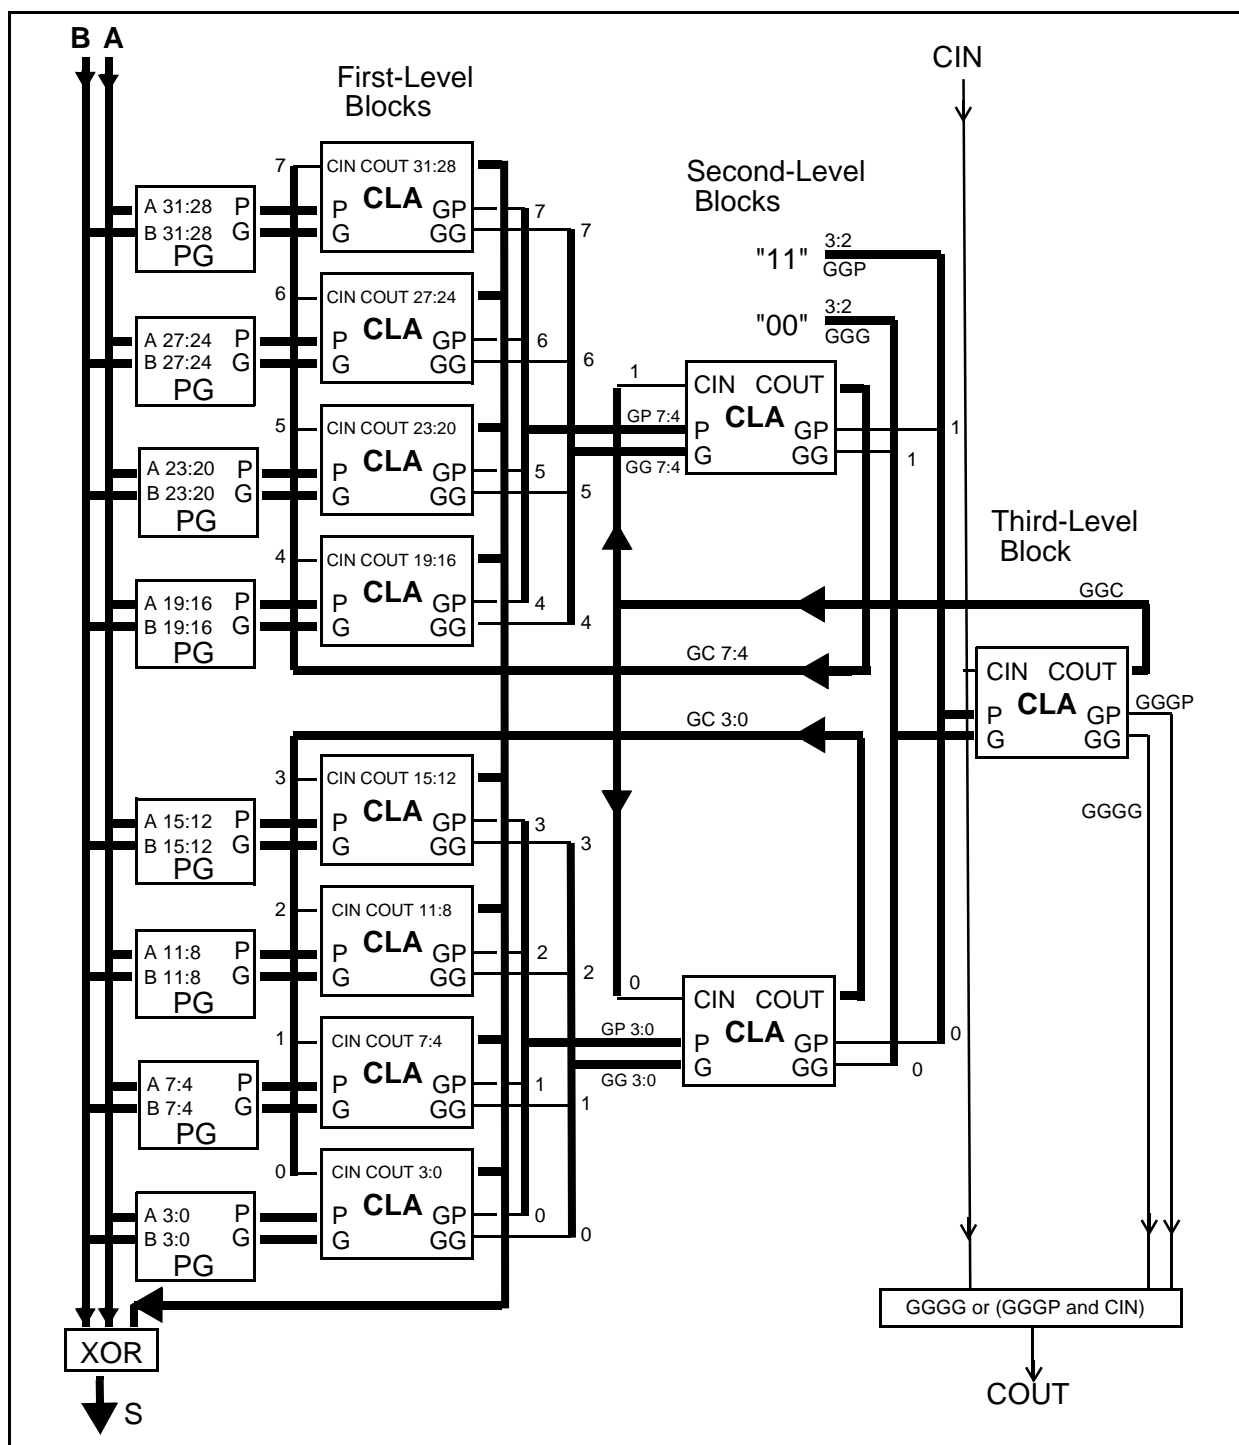 B A
CIN
First-Level
Blocks
7
CIN COUT 31:28
CLA
P
G
GP
GG
7
7
A 31:28 P
B 31:28 G
PG
Second-Level
Blocks
"11"
3:2
GGP
"00"
3:2
GGG
6
CIN COUT 27:24
CLA
P
G
GP
GG
6
6
A 27:24 P
B 27:24 G
PG
1
CIN COUT
CLA
P
G
GP
GG
GP 7:4
GG 7:4
1
1
5
CIN COUT 23:20
CLA
P
G
GP
GG
5
5
A 23:20 P
B 23:20 G
PG
Third-Level
Block
4
CIN COUT 19:16
CLA
P
G
GP
GG
4
4
A 19:16 P
B 19:16 G
PG
GGC
GC 7:4
CIN COUT
CLA
P
G
GP
GG
GGGP
GGGG
GC 3:0
3
CIN COUT 15:12
CLA
P
G
GP
GG
3
3
A 15:12 P
B 15:12 G
PG
2
CIN COUT 11:8
CLA
P
G
GP
GG
2
2
A 11:8 P
B 11:8 G
PG
0
CIN COUT
CLA
P
G
GP
GG
GP 3:0
GG 3:0
0
0
1
CIN COUT 7:4
CLA
P
G
GP
GG
1
1
A 7:4 P
B 7:4 G
PG
0
CIN COUT 3:0
CLA
P
G
GP
GG
0
0
A 3:0 P
B 3:0 G
PG
GGGG or (GGGP and CIN)
XOR
COUT
S